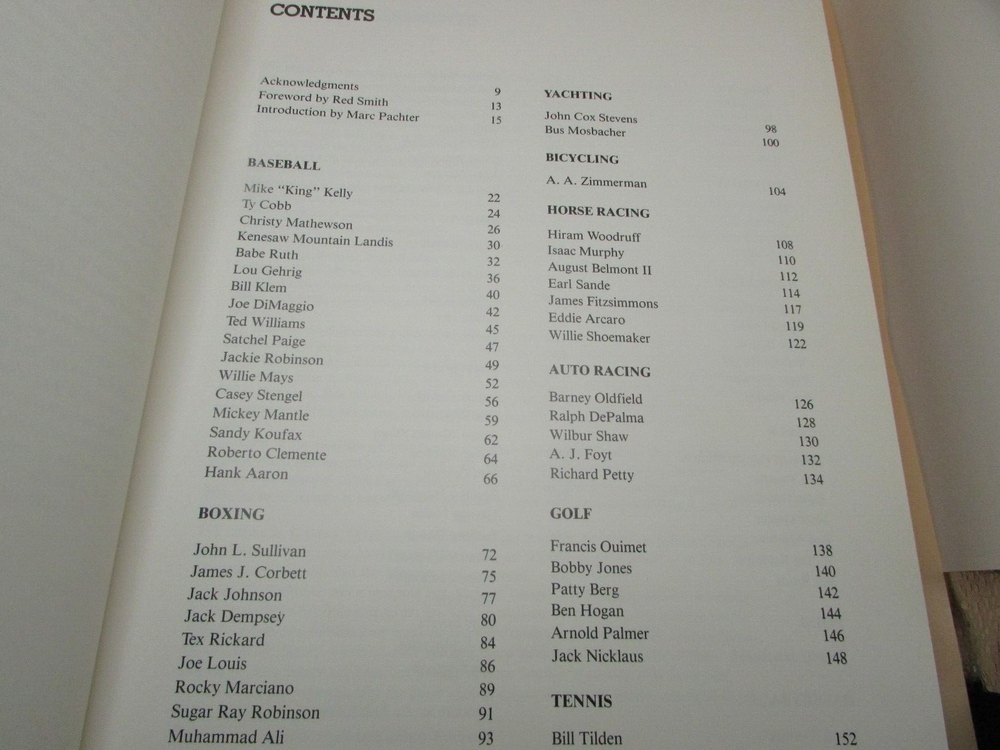 CONTENTS
Acknowledgments 9
Foreword by Red Smith 13
Introduction by Marc Pachter 15
BASEBALL
Mike "King" Kelly 22
Ty Cobb 24
Christy Mathewson 26
Kenesaw Mountain Landis 30
Babe Ruth 32
Lou Gehrig 36
Bill Klem 40
Joe DiMaggio 42
Ted Williams 45
Satchel Paige 47
Jackie Robinson 49
Willie Mays 52
Casey Stengel 56
Mickey Mantle 59
Sandy Koufax 62
Roberto Clemente 64
Hank Aaron 66
BOXING
John L. Sullivan 72
James J. Corbett 75
Jack Johnson 77
Jack Dempsey 80
Tex Rickard 84
Joe Louis 86
Rocky Marciano 89
Sugar Ray Robinson 91
Muhammad Ali 93
YACHTING
John Cox Stevens 98
Bus Mosbacher 100
BICYCLING
A. A. Zimmerman 104
HORSE RACING
Hiram Woodruff 108
Isaac Murphy 110
August Belmont II 112
Earl Sande 114
James Fitzsimmons 117
Eddie Arcaro 119
Willie Shoemaker 122
AUTO RACING
Barney Oldfield 126
Ralph DePalma 128
Wilbur Shaw 130
A. J. Foyt 132
Richard Petty 134
GOLF
Francis Ouimet 138
Bobby Jones 140
Patty Berg 142
Ben Hogan 144
Arnold Palmer 146
Jack Nicklaus 148
TENNIS
Bill Tilden 152